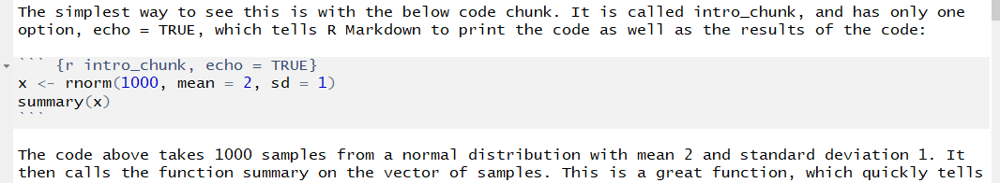 The simplest way to see this is with the below code chunk. It is called intro_chunk, and has only one
option, echo = TRUE, which tells R Markdown to print the code as well as the results of the code:
``` {r intro_chunk, echo = TRUE}
x <- rnorm(1000, mean = 2, sd = 1)
summary(x)
```
The code above takes 1000 samples from a normal distribution with mean 2 and standard deviation 1. It
then calls the function summary on the vector of samples. This is a great function, which quickly tells